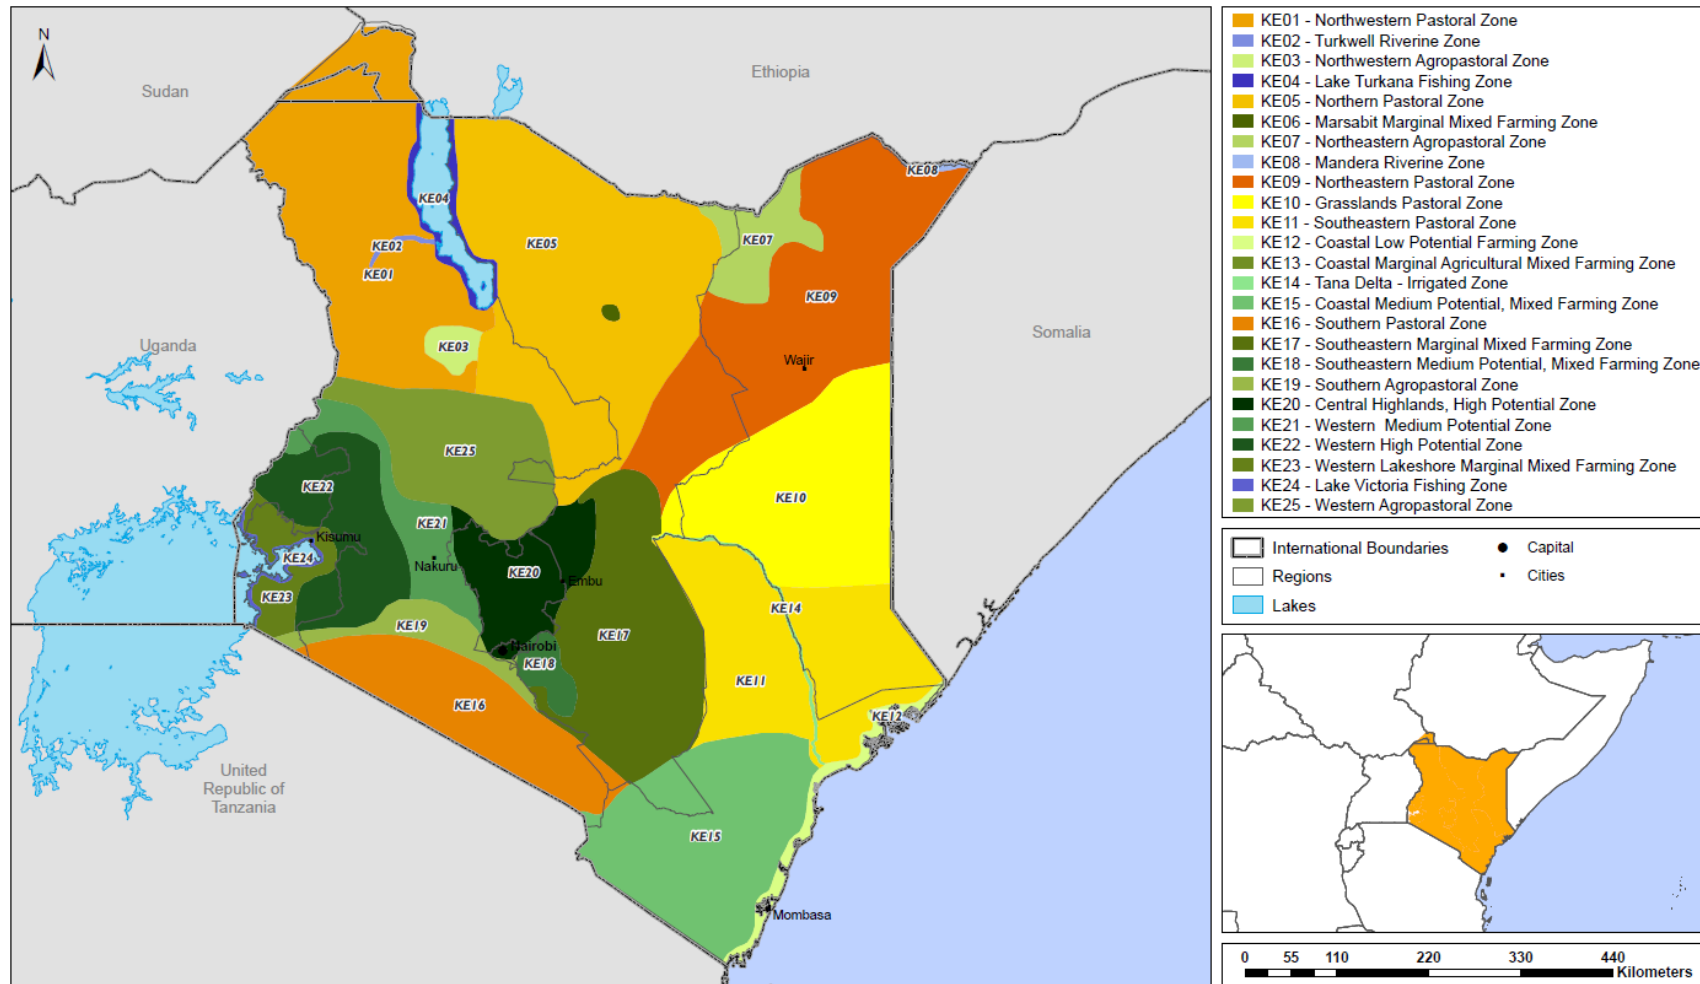 N
Sudan
Ethiopia
KE08
KE04
KE02
KE01
KE05
KE07
KE09
Uganda
KE03
Somalia
Wajir
KE25
KE22
KE10
KE21
Kisumu
KE24
Nakuru
KE20
Embu
KE23
KE14
KE19
KE17
Nairobi
KE18
KE11
KE16
KE12
United
Republic of
Tanzania
KE15
Mombasa
KE01 - Northwestern Pastoral Zone
KE02 - Turkwell Riverine Zone
KE03 - Northwestern Agropastoral Zone
KE04 - Lake Turkana Fishing Zone
KE05 - Northern Pastoral Zone
KE06 - Marsabit Marginal Mixed Farming Zone
KE07 - Northeastern Agropastoral Zone
KE08 - Mandera Riverine Zone
KE09 - Northeastern Pastoral Zone
KE10 - Grasslands Pastoral Zone
KE11 - Southeastern Pastoral Zone
KE12 - Coastal Low Potential Farming Zone
KE13 - Coastal Marginal Agricultural Mixed Farming Zone
KE14 - Tana Delta - Irrigated Zone
KE15 - Coastal Medium Potential, Mixed Farming Zone
KE16 - Southern Pastoral Zone
KE17 - Southeastern Marginal Mixed Farming Zone
KE18 - Southeastern Medium Potential, Mixed Farming Zone
KE19 - Southern Agropastoral Zone
KE20 - Central Highlands, High Potential Zone
KE21 - Western Medium Potential Zone
KE22 - Western High Potential Zone
KE23 - Western Lakeshore Marginal Mixed Farming Zone
KE24 - Lake Victoria Fishing Zone
KE25 - Western Agropastoral Zone
International Boundaries
Capital
Regions
Cities
Lakes
0 55 110 220 330 440
Kilometers